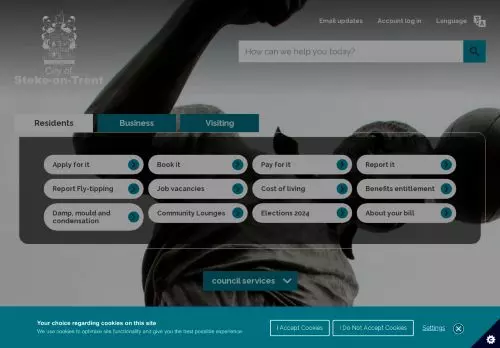 Email updates
Account log in
Language
City of
Stoke-on-Trent
How can we help you today?
Residents
Business
Visiting
Apply for it
Book it
Pay for it
Report it
Report Fly-tipping
Job vacancies
Cost of living
Benefits entitlement
Damp, mould and
condensation
Community Lounges
Elections 2024
About your bill
council services
Your choice regarding cookies on this site
We use cookies to optimise site functionality and give you the best possible experience.
I Accept Cookies
I Do Not Accept Cookies
Settings